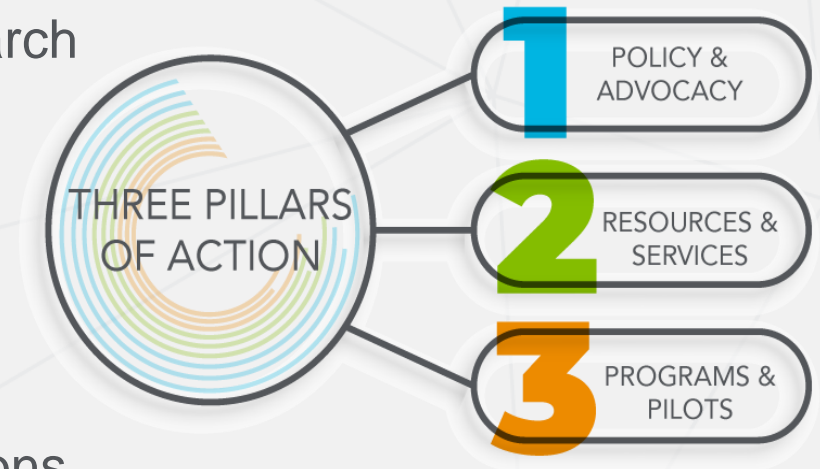 arch
THREE PILLARS
OF ACTION
1
POLICY &
ADVOCACY
2
RESOURCES &
SERVICES
3
PROGRAMS &
PILOTS
ons